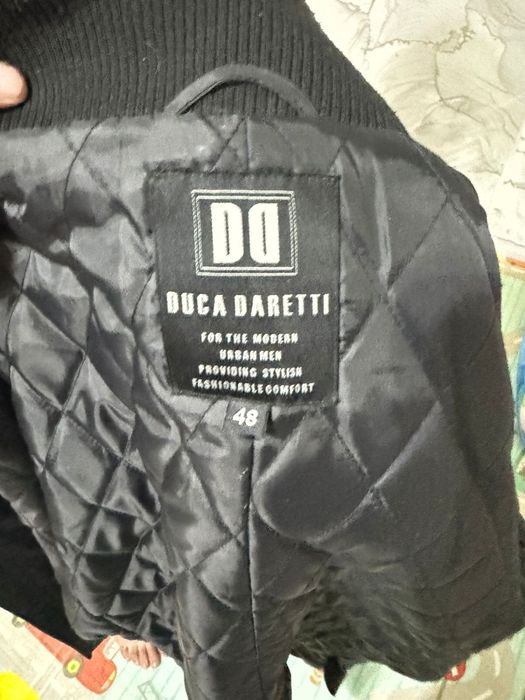 DD
DUCA DARETTI
FOR THE MODERN
URBAN MEN
PROVIDING STYLISH
FASHIONABLE COMFORT
48